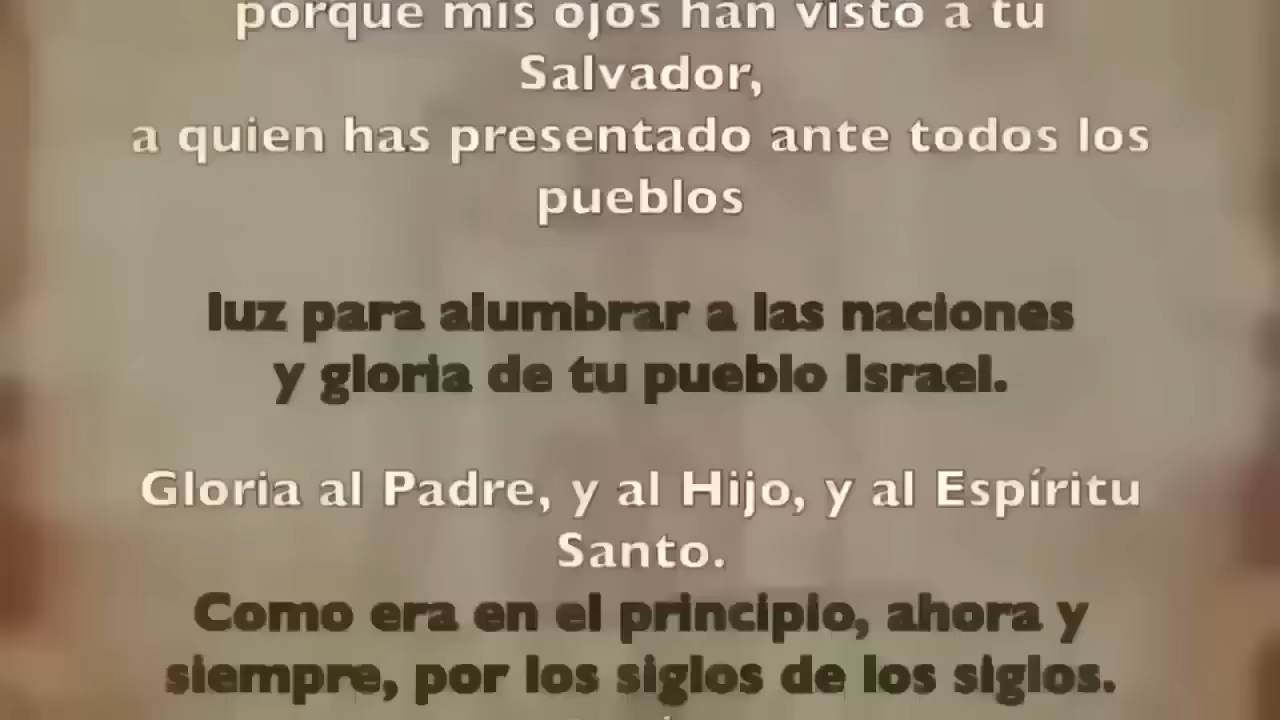 porque mis ojos han visto a tu
Salvador,
a quien has presentado ante todos los
pueblos
luz para alumbrar a las naciones
y gloria de tu pueblo Israel.
Gloria al Padre, y al Hijo, y al Espíritu
Santo.
Como era en el principio, ahora y
siempre, por los siglos de los siglos.